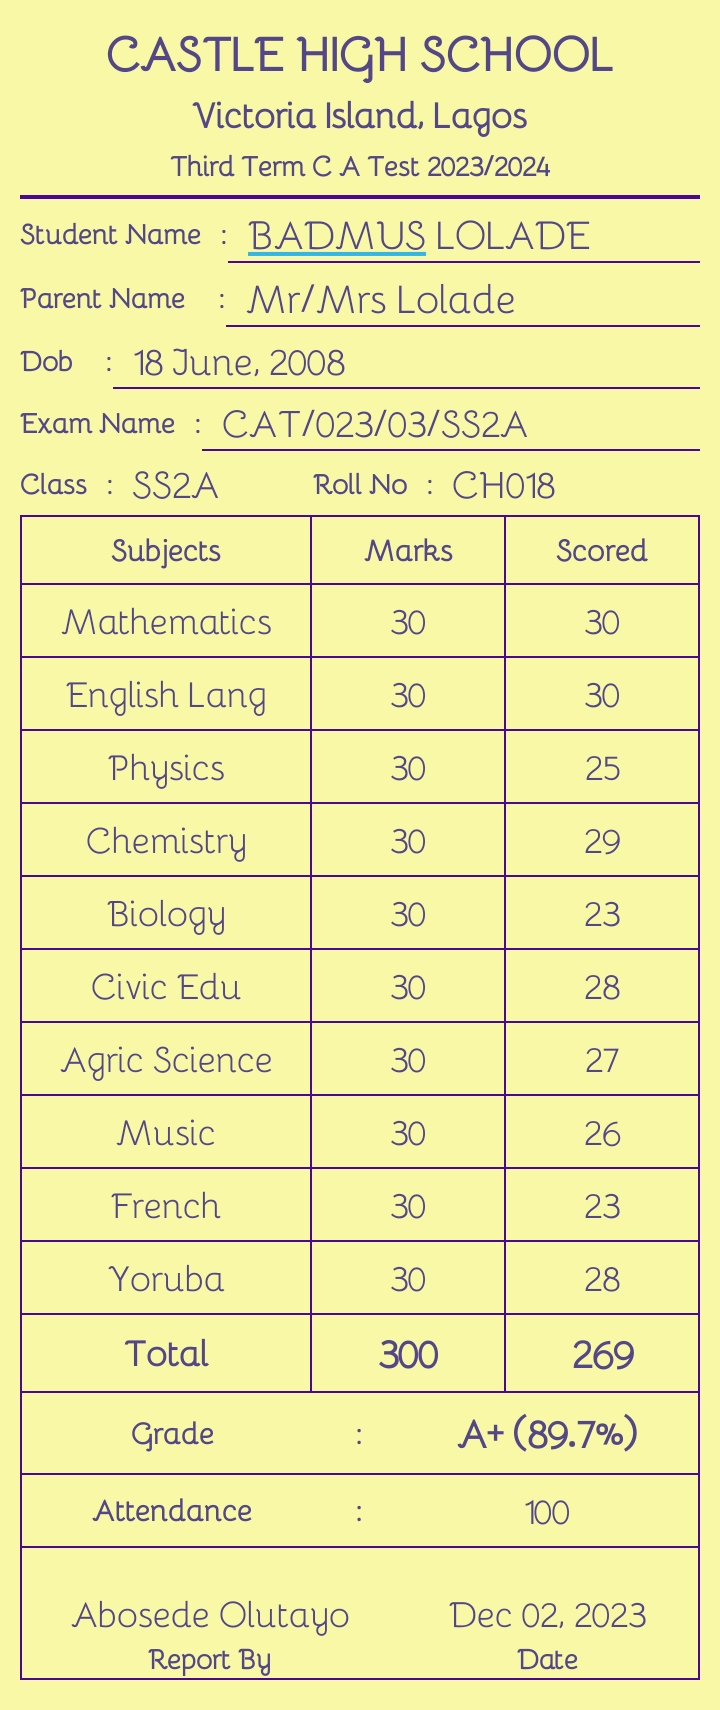 CASTLE HIGH SCHOOL
Victoria Island, Lagos
Third Term C A Test 2023/2024
Student Name : BADMUS LOLADE
Parent Name : Mr/Mrs Lolade
Dob : 18 June, 2008
Exam Name : CAT/023/03/SS2A
Class : SS2A Roll No : CH018
Subjects Marks Scored
Mathematics 30 30
English Lang 30 30
Physics 30 25
Chemistry 30 29
Biology 30 23
Civic Edu 30 28
Agric Science 30 27
Music 30 26
French 30 23
Yoruba 30 28
Total 300 269
Grade : A+ (89.7%)
Attendance : 100
Abosede Olutayo Dec 02, 2023
Report By Date